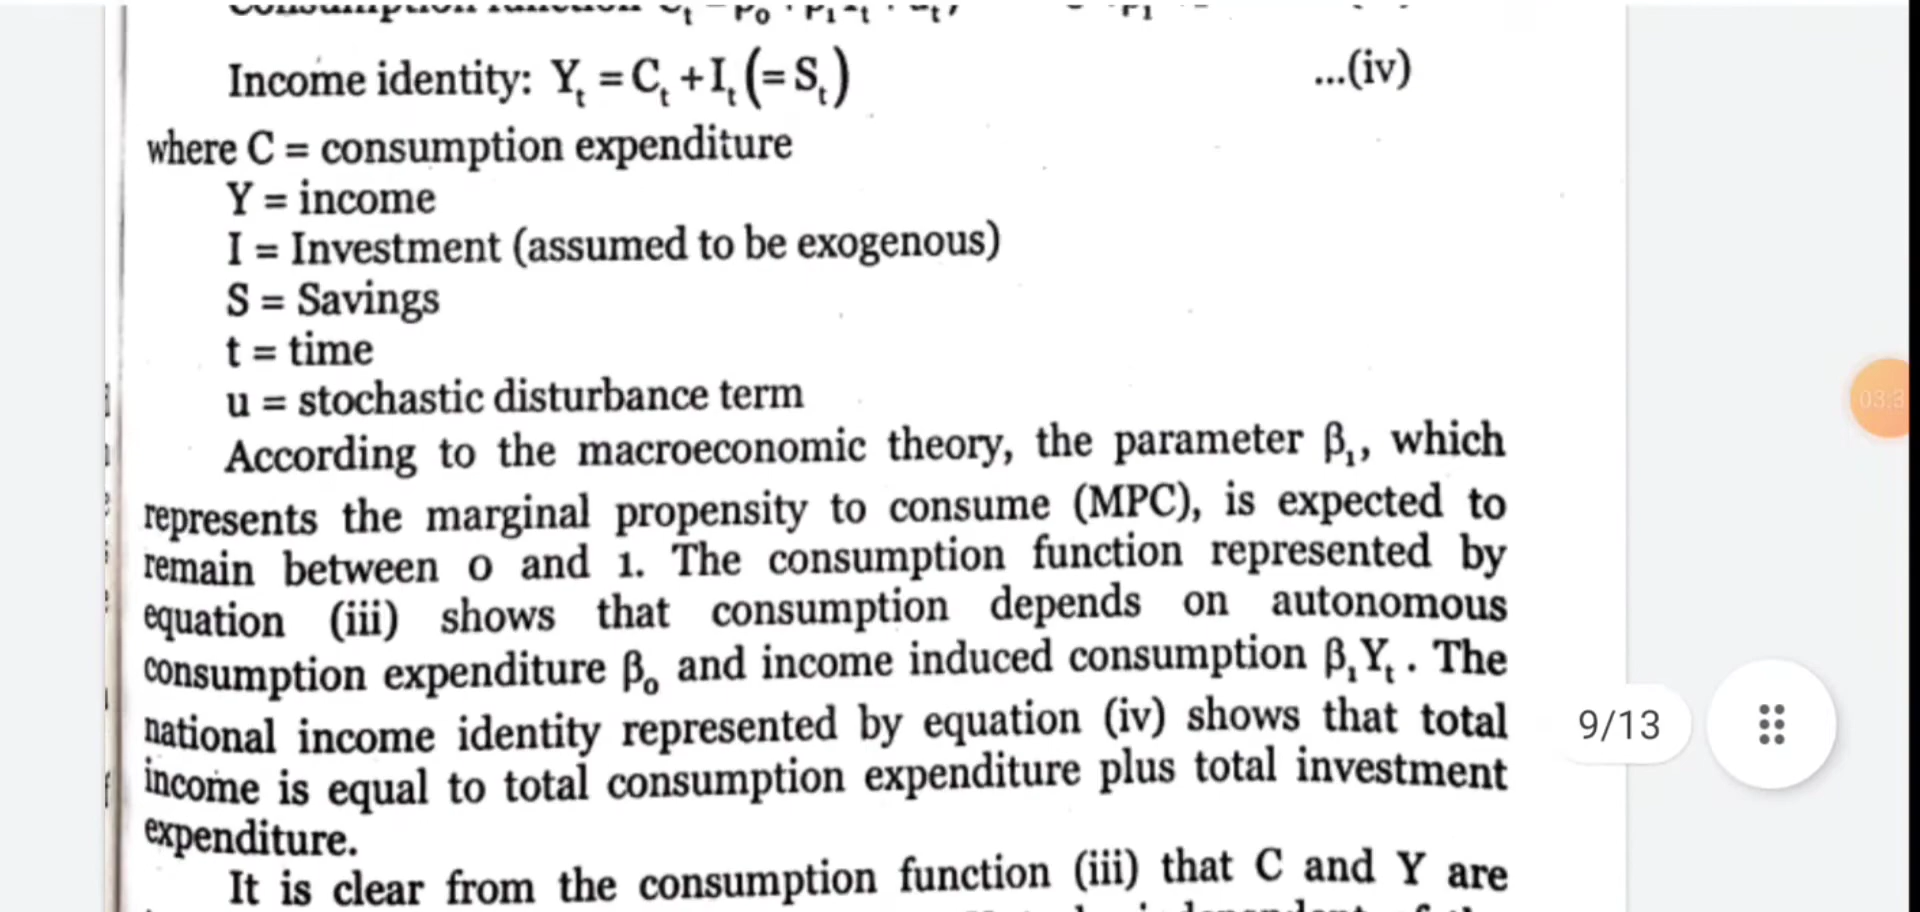 Consumption function
Income identity: Yₜ = Cₜ + Iₜ (= Sₜ) ...(iv)
where C = consumption expenditure
Y = income
I = Investment (assumed to be exogenous)
S = Savings
t = time
u = stochastic disturbance term
According to the macroeconomic theory, the parameter β₁, which
represents the marginal propensity to consume (MPC), is expected to
remain between 0 and 1. The consumption function represented by
equation (iii) shows that consumption depends on autonomous
consumption expenditure β₀ and income induced consumption β₁Yₜ. The
national income identity represented by equation (iv) shows that total
income is equal to total consumption expenditure plus total investment
expenditure.
It is clear from the consumption function (iii) that C and Y are
03:3
9/13